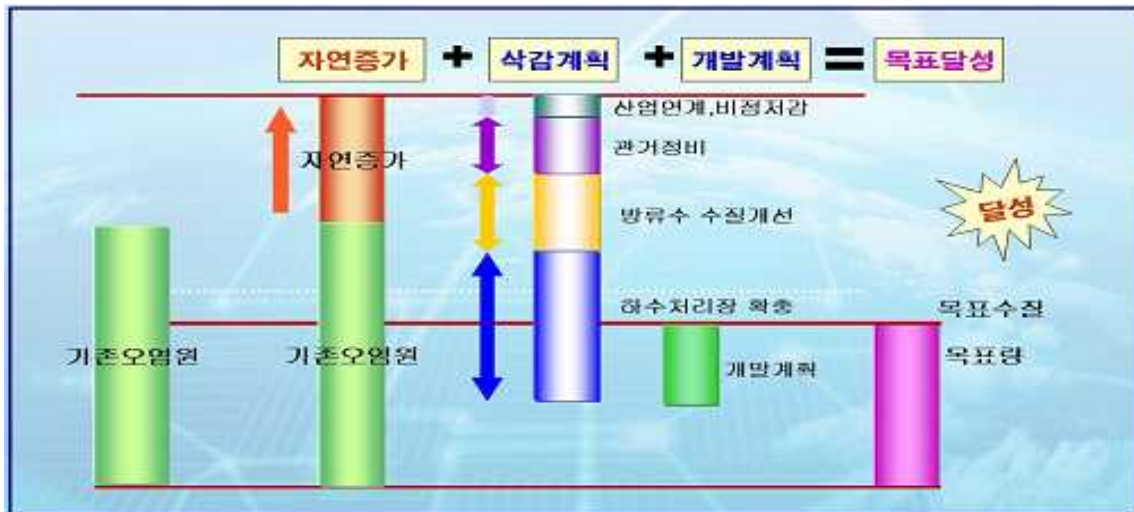 자연증가 + 삭감계획 + 개발계획 = 목표달성
산업연계,비점저감
자연증가
관거정비
방류수 수질개선
달성
하수처리장 확충
목표수질
기존오염원
기존오염원
개발계획
목표량